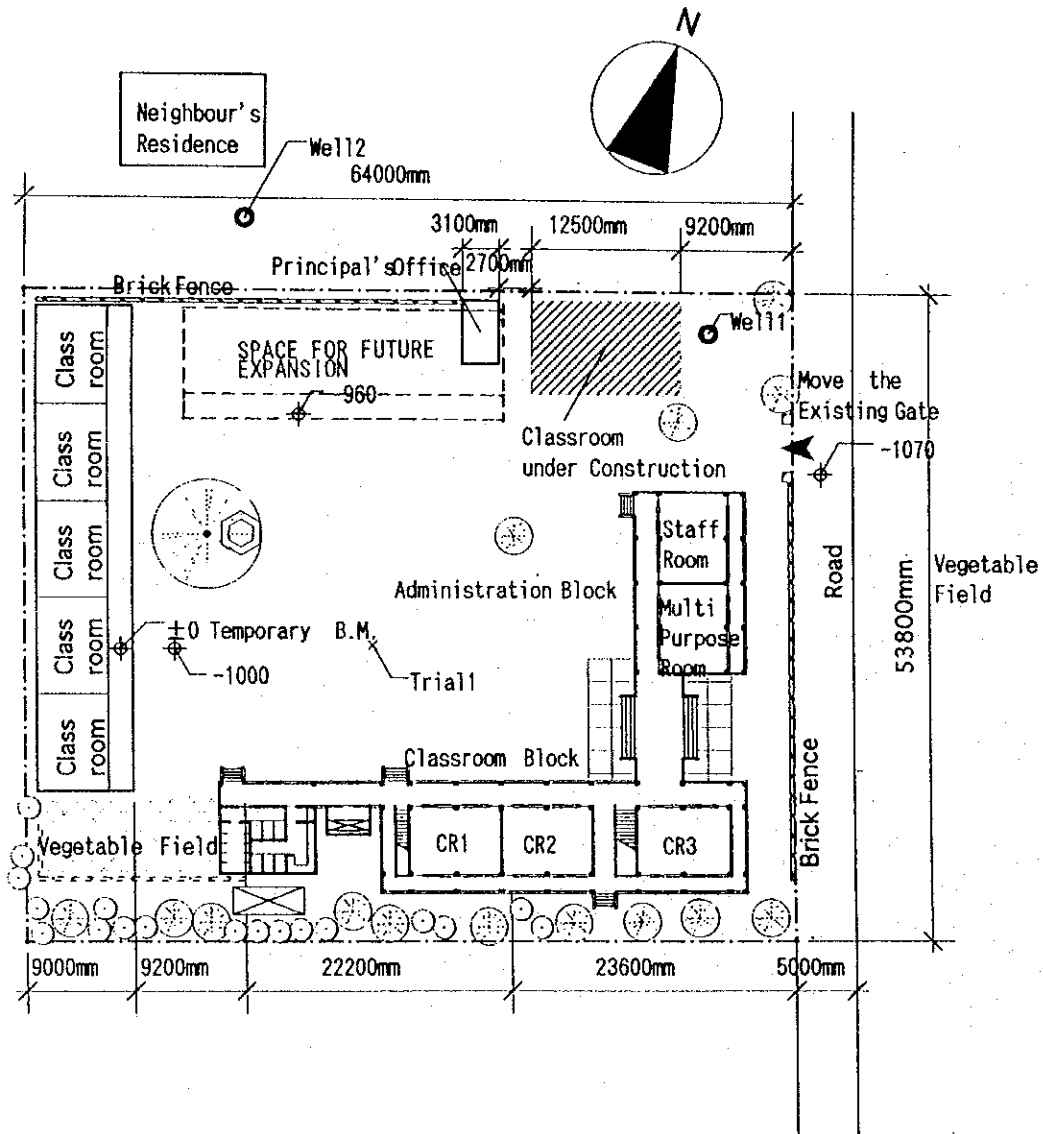 N
Neighbour's
Residence
Well2
64000mm
3100mm
12500mm
9200mm
Principal'sOffice
2700mm
Brick Fence
Well1
SPACE FOR FUTURE
EXPANSION
-960
Move the
Existing Gate
Classroom
under Construction
-1070
Class
room
Class
room
Class
room
Class
room
Class
room
Staff
Room
Administration Block
Multi
Purpose
Room
Road
Vegetable
Field
53800mm
±0 Temporary B.M.
-1000
Trial1
Classroom Block
Brick Fence
Vegetable Field
CR1
CR2
CR3
9000mm
9200mm
22200mm
23600mm
5000mm